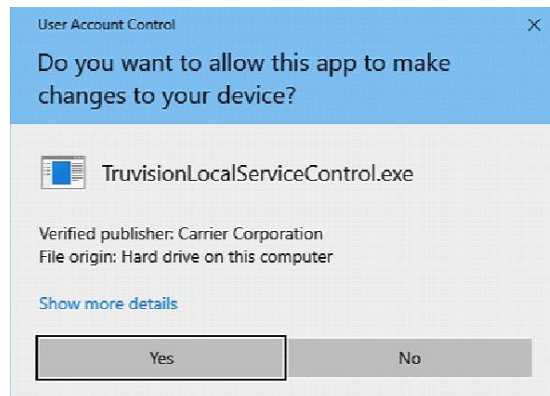 User Account Control
Do you want to allow this app to make
changes to your device?
TruvisionLocalServiceControl.exe
Verified publisher: Carrier Corporation
File origin: Hard drive on this computer
Show more details
Yes
No